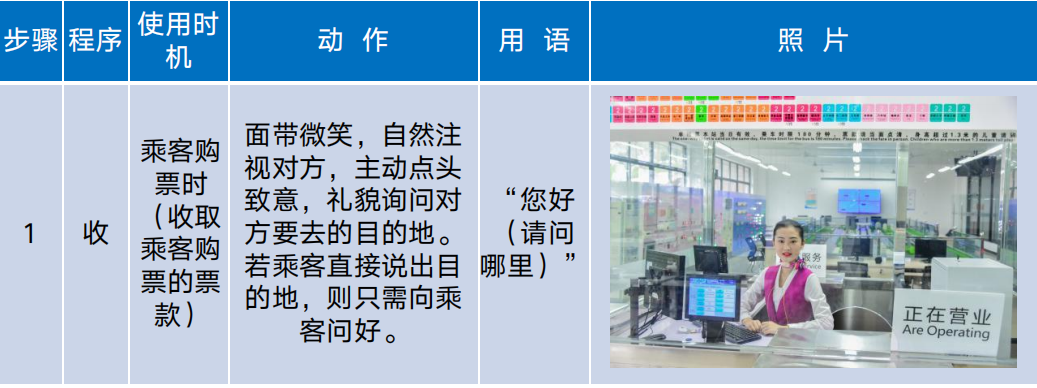 步骤
程序
使用时
机
动 作
用 语
照 片
1
收
乘客购
票时
（收取
乘客购
票的票
款）
面带微笑，自然注
视对方，主动点头
致意，礼貌询问对
方要去的目的地。
若乘客直接说出目
的地，则只需向乘
客问好。
“您好
（请问
哪里）”
服务
正在营业
Are Operating